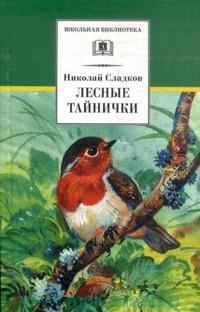 ШКОЛЬНАЯ БИБЛИОТЕКА
Николай Сладков
ЛЕСНЫЕ
ТАЙНИЧКИ